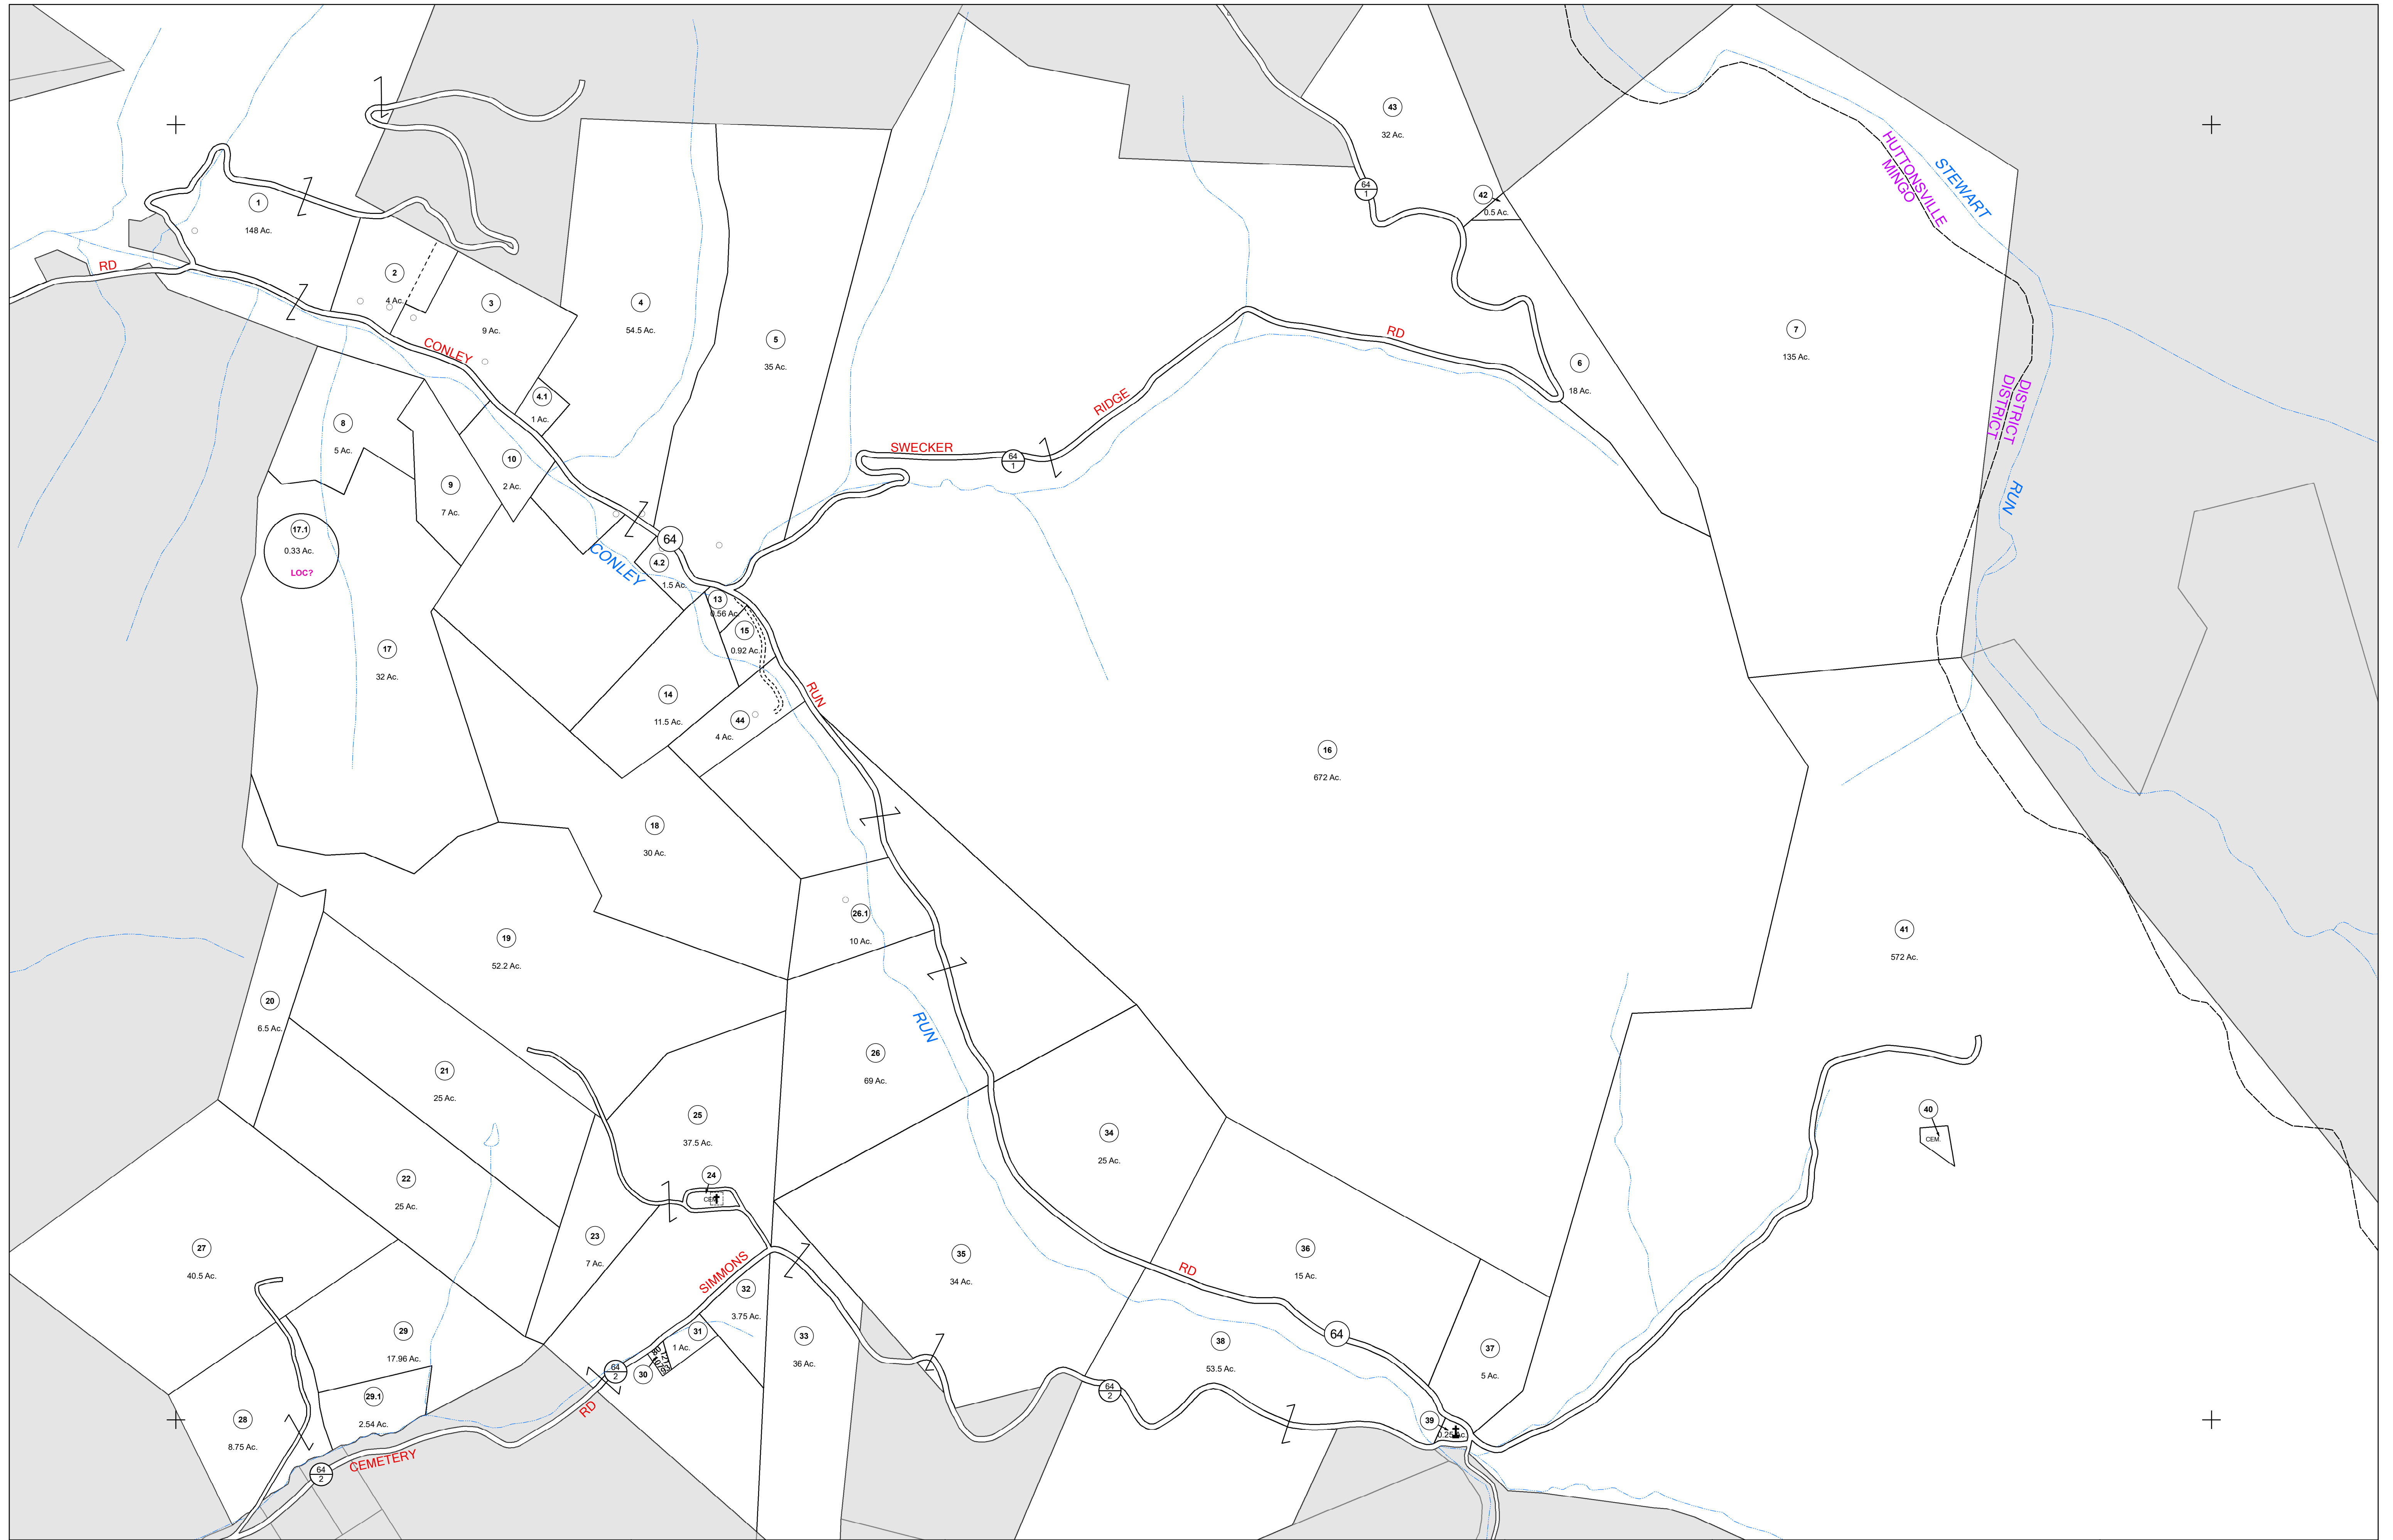 43
32 Ac.
HUTTONSVILLE
MINGO
STEWART
64
1
42
0.5 Ac.
1
148 Ac.
RD
2
4 Ac.
3
9 Ac.
4
54.5 Ac.
5
35 Ac.
CONLEY
4.1
1 Ac.
RD
6
18 Ac.
7
135 Ac.
DISTRICT
DISTRICT
RIDGE
8
5 Ac.
SWECKER
64
1
10
2 Ac.
9
7 Ac.
RUN
17.1
0.33 Ac.
LOC?
64
CONLEY
4.2
1.5 Ac.
13
0.56 Ac.
15
0.92 Ac.
17
32 Ac.
14
11.5 Ac.
RUN
44
4 Ac.
16
672 Ac.
18
30 Ac.
26.1
10 Ac.
41
572 Ac.
19
52.2 Ac.
20
6.5 Ac.
RUN
26
69 Ac.
21
25 Ac.
25
37.5 Ac.
34
25 Ac.
40
CEM.
22
25 Ac.
24
CEM.
23
7 Ac.
27
40.5 Ac.
35
34 Ac.
36
15 Ac.
SIMMONS
RD
32
3.75 Ac.
29
17.96 Ac.
31
1 Ac.
33
36 Ac.
64
38
53.5 Ac.
37
5 Ac.
64
2
30
64
2
29.1
2.54 Ac.
RD
28
8.75 Ac.
39
0.25 Ac.
CEMETERY
64
2